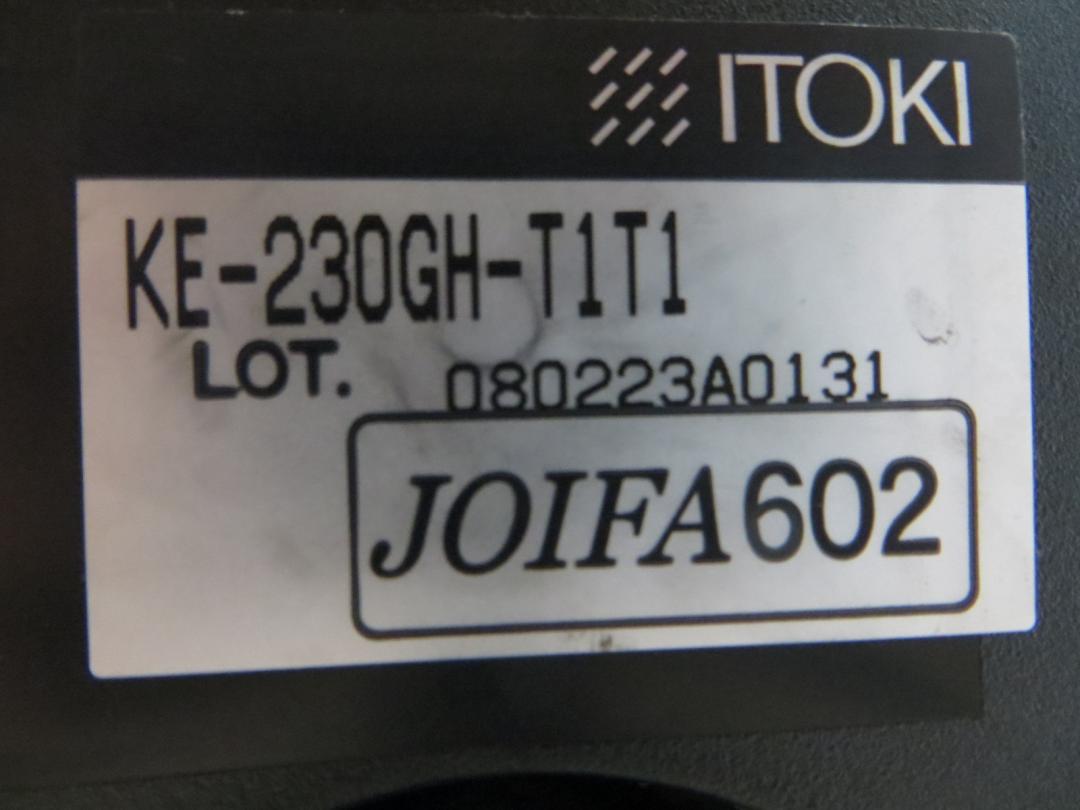 ITOKI
KE-230GH-T1T1
LOT. 080223A0131
JOIFA602